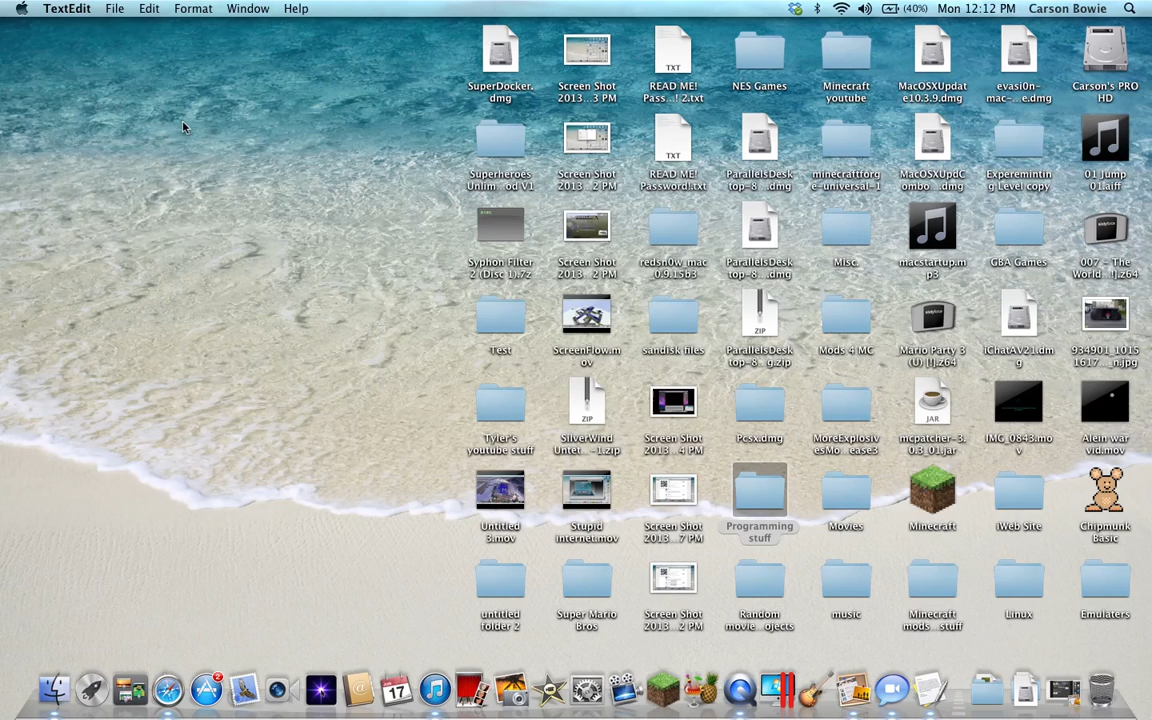 TextEdit File Edit Format Window Help (40%) Mon 12:12 PM Carson Bowie
SuperDocker.
dmg
Screen Shot
2013...3 PM
READ ME!
Pass...! 2.txt
NES Games
Minecraft
youtube
MacOSXUpdat
e10.3.9.dmg
evasi0n-
mac-...e.dmg
Carson's PRO
HD
Superheroes
Unlim...od V1
Screen Shot
2013...2 PM
READ ME!
Password!.txt
ParallelsDesk
top-8...dmg
minecraftforg
e-universal-1
MacOSXUpdC
ombo....dmg
Experementin
g Level copy
01 Jump
01.aiff
Syphon Filter
2 (Disc 1).7z
Screen Shot
2013...2 PM
redsn0w_mac
_0.9.15b3
ParallelsDesk
top-8...dmg
Misc.
macstartup.m
p3
GBA Games
007 - The
World ...!].z64
Test
ScreenFlow.m
ov
sandisk files
ZIP
ParallelsDesk
top-8...g.zip
Mods 4 MC
Mario Party 3
(U) [!].z64
iChatAV21.dm
g
934901_1015
1617..._n.jpg
Tyler's
youtube stuff
ZIP
SilverWind
Untet...-1.zip
Screen Shot
2013...4 PM
Pcsx.dmg
MoreExplosiv
esMo...ease3
JAR
mcpatcher-3.
0.3_01.jar
IMG_0843.mo
v
Alein war
vid.mov
Untitled
3.mov
Stupid
internet.mov
Screen Shot
2013...7 PM
Programming
stuff
Movies
Minecraft
iWeb Site
Chipmunk
Basic
untitled
folder 2
Super Mario
Bros
Screen Shot
2013...2 PM
Random
movie...ojects
music
Minecraft
mods...stuff
Linux
Emulaters
TXT
TXT
2
17